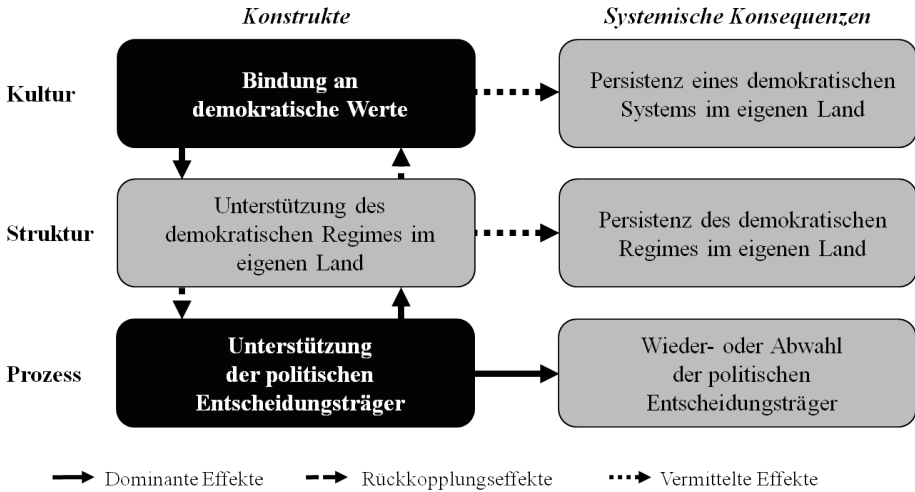 Konstrukte
Systemische Konsequenzen
Kultur
Bindung an
demokratische Werte
Persistenz eines demokratischen
Systems im eigenen Land
Struktur
Unterstützung des
demokratischen Regimes im
eigenen Land
Persistenz des demokratischen
Regimes im eigenen Land
Prozess
Unterstützung
der politischen
Entscheidungsträger
Wieder- oder Abwahl
der politischen
Entscheidungsträger
Dominante Effekte
Rückkopplungseffekte
Vermittelte Effekte